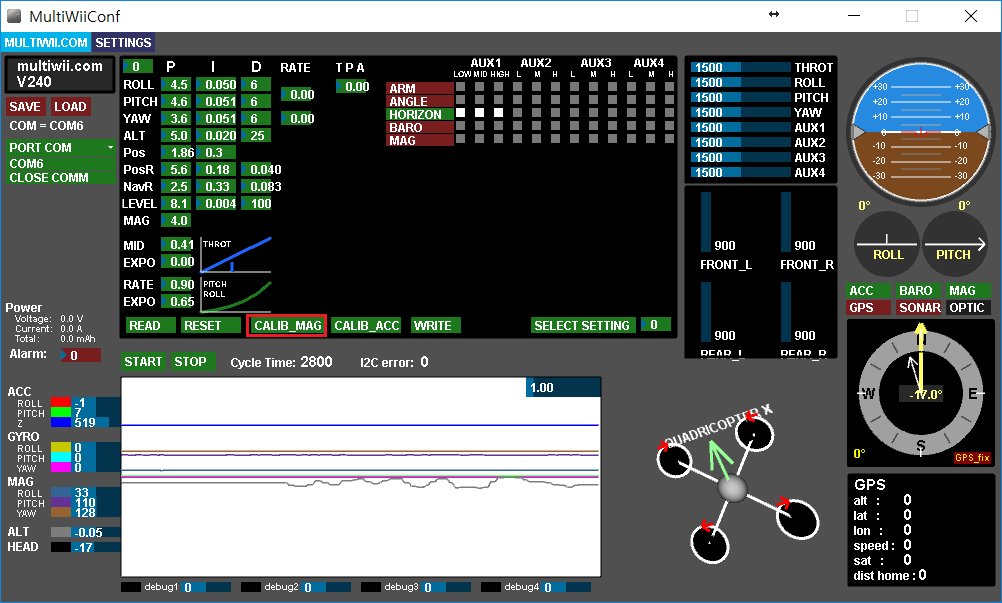 MultiWiiConf
MULTIWII.COM SETTINGS
multiwii.com
V240
SAVE LOAD
COM = COM6
PORT COM
COM6
CLOSE COMM
Power
Voltage: 0.0 V
Current: 0.0 A
Total: 0.0 mAh
Alarm: 0
0 P I D RATE T P A
ROLL 4.5 0.050 6
PITCH 4.6 0.051 6
YAW 3.6 0.051 6
ALT 5.0 0.020 25
Pos 1.86 0.3
PosR 5.6 0.18 0.040
NavR 2.5 0.33 0.083
LEVEL 8.1 0.004 100
MAG 4.0
0.00
0.00
0.00
MID 0.41
EXPO 0.00
THROT
RATE 0.90
EXPO 0.65
PITCH
ROLL
AUX1 AUX2 AUX3 AUX4
LOW MID HIGH L M H L M H L M H
ARM
ANGLE
HORIZON
BARO
MAG
READ RESET CALIB_MAG CALIB_ACC WRITE SELECT SETTING 0
1500 THROT
1500 ROLL
1500 PITCH
1500 YAW
1500 AUX1
1500 AUX2
1500 AUX3
1500 AUX4
900 900
FRONT_L FRONT_R
900 900
REAR_L REAR_R
+30 +30
+20 +20
+10 +10
0 0
-10 -10
-20 -20
-30 -30
0° 0°
ROLL PITCH
ACC BARO MAG
GPS SONAR OPTIC
N
W -17.0° E
S
0° GPS_fix
GPS
alt : 0
lat : 0
lon : 0
speed : 0
sat : 0
dist home : 0
START STOP Cycle Time: 2800 I2C error: 0
1.00
ACC
ROLL -1
PITCH 7
Z 519
GYRO
ROLL 0
PITCH 0
YAW 0
MAG
ROLL 33
PITCH 110
YAW 128
ALT -0.05
HEAD -17
debug1 0 debug2 0 debug3 0 debug4 0
QUADRICOPTER X